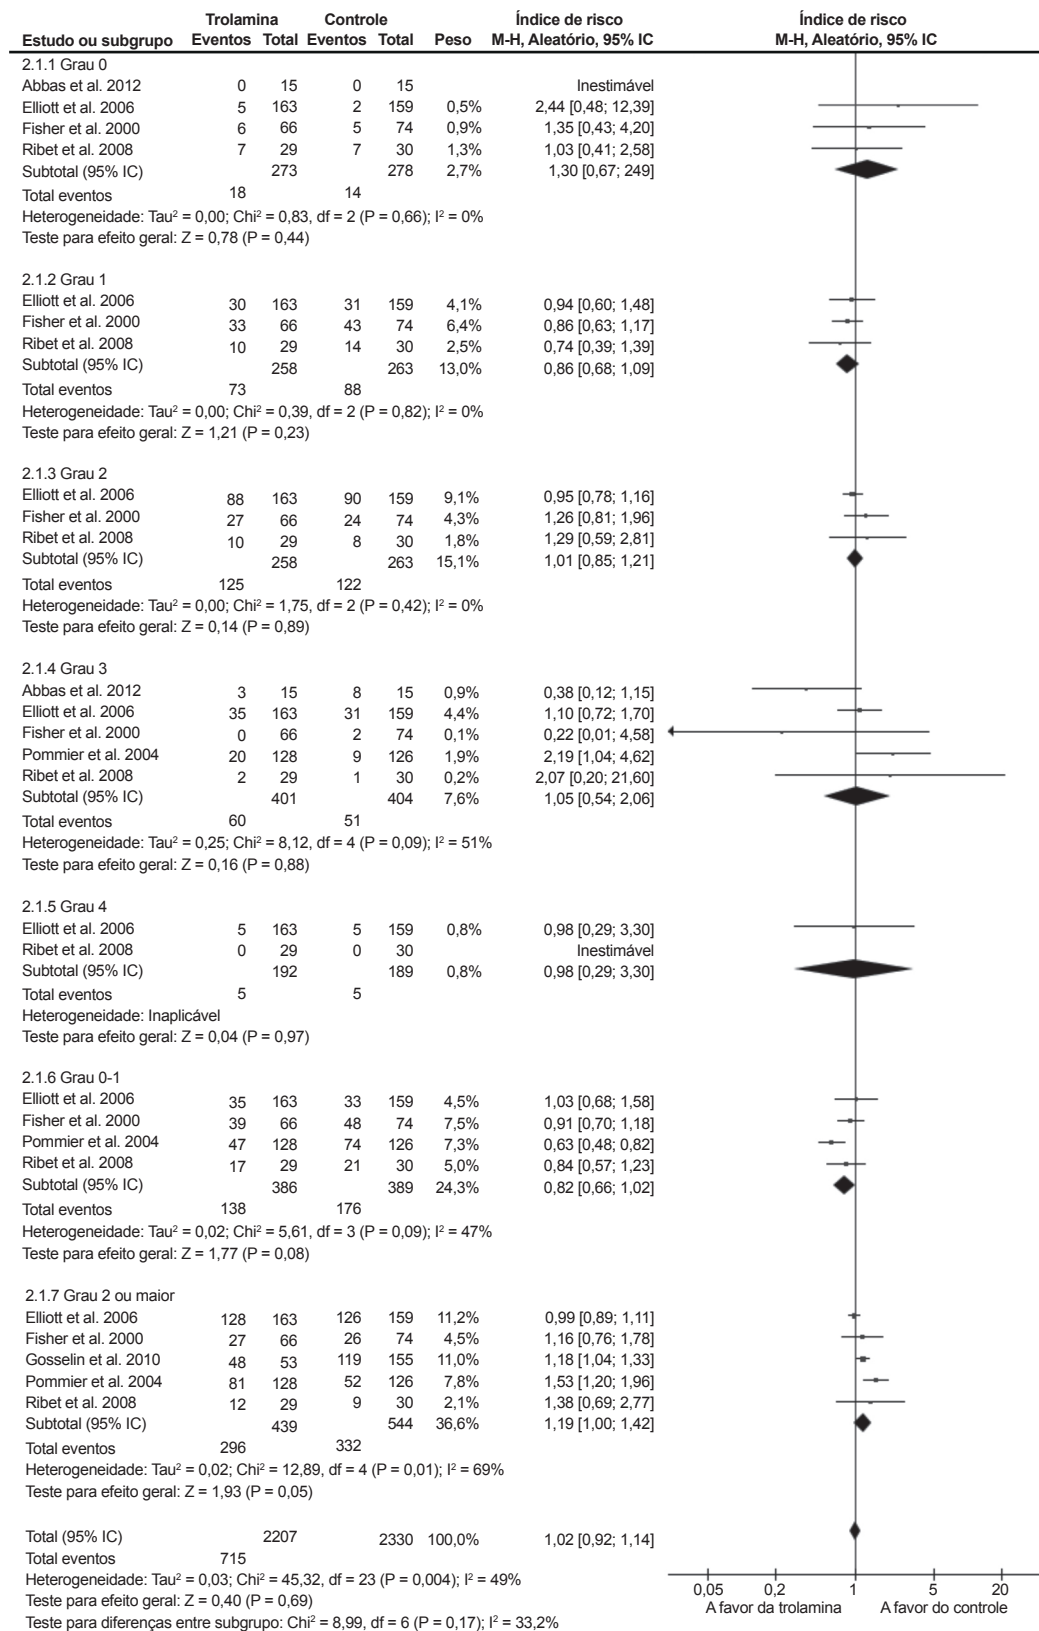 Trolamina Controle Índice de risco Índice de risco
Estudo ou subgrupo Eventos Total Eventos Total Peso M-H, Aleatório, 95% IC M-H, Aleatório, 95% IC
2.1.1 Grau 0
Abbas et al. 2012 0 15 0 15 Inestimável
Elliott et al. 2006 5 163 2 159 0,5% 2,44 [0,48; 12,39]
Fisher et al. 2000 6 66 5 74 0,9% 1,35 [0,43; 4,20]
Ribet et al. 2008 7 29 7 30 1,3% 1,03 [0,41; 2,58]
Subtotal (95% IC) 273 278 2,7% 1,30 [0,67; 249]
Total eventos 18 14
Heterogeneidade: Tau² = 0,00; Chi² = 0,83, df = 2 (P = 0,66); I² = 0%
Teste para efeito geral: Z = 0,78 (P = 0,44)
2.1.2 Grau 1
Elliott et al. 2006 30 163 31 159 4,1% 0,94 [0,60; 1,48]
Fisher et al. 2000 33 66 43 74 6,4% 0,86 [0,63; 1,17]
Ribet et al. 2008 10 29 14 30 2,5% 0,74 [0,39; 1,39]
Subtotal (95% IC) 258 263 13,0% 0,86 [0,68; 1,09]
Total eventos 73 88
Heterogeneidade: Tau² = 0,00; Chi² = 0,39, df = 2 (P = 0,82); I² = 0%
Teste para efeito geral: Z = 1,21 (P = 0,23)
2.1.3 Grau 2
Elliott et al. 2006 88 163 90 159 9,1% 0,95 [0,78; 1,16]
Fisher et al. 2000 27 66 24 74 4,3% 1,26 [0,81; 1,96]
Ribet et al. 2008 10 29 8 30 1,8% 1,29 [0,59; 2,81]
Subtotal (95% IC) 258 263 15,1% 1,01 [0,85; 1,21]
Total eventos 125 122
Heterogeneidade: Tau² = 0,00; Chi² = 1,75, df = 2 (P = 0,42); I² = 0%
Teste para efeito geral: Z = 0,14 (P = 0,89)
2.1.4 Grau 3
Abbas et al. 2012 3 15 8 15 0,9% 0,38 [0,12; 1,15]
Elliott et al. 2006 35 163 31 159 4,4% 1,10 [0,72; 1,70]
Fisher et al. 2000 0 66 2 74 0,1% 0,22 [0,01; 4,58]
Pommier et al. 2004 20 128 9 126 1,9% 2,19 [1,04; 4,62]
Ribet et al. 2008 2 29 1 30 0,2% 2,07 [0,20; 21,60]
Subtotal (95% IC) 401 404 7,6% 1,05 [0,54; 2,06]
Total eventos 60 51
Heterogeneidade: Tau² = 0,25; Chi² = 8,12, df = 4 (P = 0,09); I² = 51%
Teste para efeito geral: Z = 0,16 (P = 0,88)
2.1.5 Grau 4
Elliott et al. 2006 5 163 5 159 0,8% 0,98 [0,29; 3,30]
Ribet et al. 2008 0 29 0 30 Inestimável
Subtotal (95% IC) 192 189 0,8% 0,98 [0,29; 3,30]
Total eventos 5 5
Heterogeneidade: Inaplicável
Teste para efeito geral: Z = 0,04 (P = 0,97)
2.1.6 Grau 0-1
Elliott et al. 2006 35 163 33 159 4,5% 1,03 [0,68; 1,58]
Fisher et al. 2000 39 66 48 74 7,5% 0,91 [0,70; 1,18]
Pommier et al. 2004 47 128 74 126 7,3% 0,63 [0,48; 0,82]
Ribet et al. 2008 17 29 21 30 5,0% 0,84 [0,57; 1,23]
Subtotal (95% IC) 386 389 24,3% 0,82 [0,66; 1,02]
Total eventos 138 176
Heterogeneidade: Tau² = 0,02; Chi² = 5,61, df = 3 (P = 0,09); I² = 47%
Teste para efeito geral: Z = 1,77 (P = 0,08)
2.1.7 Grau 2 ou maior
Elliott et al. 2006 128 163 126 159 11,2% 0,99 [0,89; 1,11]
Fisher et al. 2000 27 66 26 74 4,5% 1,16 [0,76; 1,78]
Gosselin et al. 2010 48 53 119 155 11,0% 1,18 [1,04; 1,33]
Pommier et al. 2004 81 128 52 126 7,8% 1,53 [1,20; 1,96]
Ribet et al. 2008 12 29 9 30 2,1% 1,38 [0,69; 2,77]
Subtotal (95% IC) 439 544 36,6% 1,19 [1,00; 1,42]
Total eventos 296 332
Heterogeneidade: Tau² = 0,02; Chi² = 12,89, df = 4 (P = 0,01); I² = 69%
Teste para efeito geral: Z = 1,93 (P = 0,05)
Total (95% IC) 2207 2330 100,0% 1,02 [0,92; 1,14]
Total eventos 715
Heterogeneidade: Tau² = 0,03; Chi² = 45,32, df = 23 (P = 0,004); I² = 49%
Teste para efeito geral: Z = 0,40 (P = 0,69)
Teste para diferenças entre subgrupo: Chi² = 8,99, df = 6 (P = 0,17); I² = 33,2%
0,05 0,2 1 5 20
A favor da trolamina A favor do controle